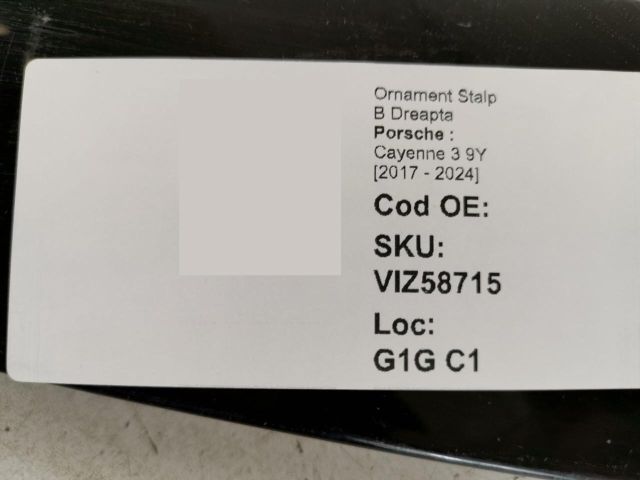 Ornament Stalp
B Dreapta
Porsche :
Cayenne 3 9Y
[2017 - 2024]
Cod OE:
SKU:
VIZ58715
Loc:
G1G C1